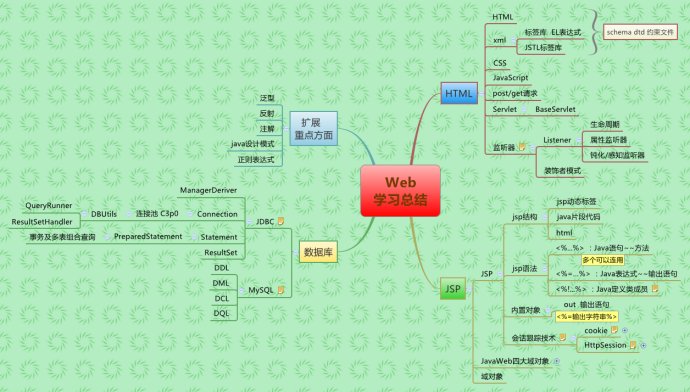 Web
学习总结
HTML
HTML
xml
标签库 EL表达式
JSTL标签库
schema dtd 约束文件
CSS
JavaScript
post/get请求
Servlet
BaseServlet
监听器
Listener
生命周期
属性监听器
钝化/感知监听器
装饰者模式
JSP
JSP
jsp结构
jsp动态标签
java片段代码
html
jsp语法
<%...%> : Java语句~~方法
多个可以连用
<%=...%> : Java表达式~~输出语句
<%!...%> : Java定义类成员
内置对象
out 输出语句
<%=输出字符串%>
会话跟踪技术
cookie
HttpSession
JavaWeb四大域对象
域对象
扩展
重点方面
泛型
反射
注解
java设计模式
正则表达式
数据库
JDBC
ManagerDeriver
Connection
连接池 C3p0
DBUtils
QueryRunner
ResultSetHandler
Statement
PreparedStatement
事务及多表组合查询
ResultSet
MySQL
DDL
DML
DCL
DQL